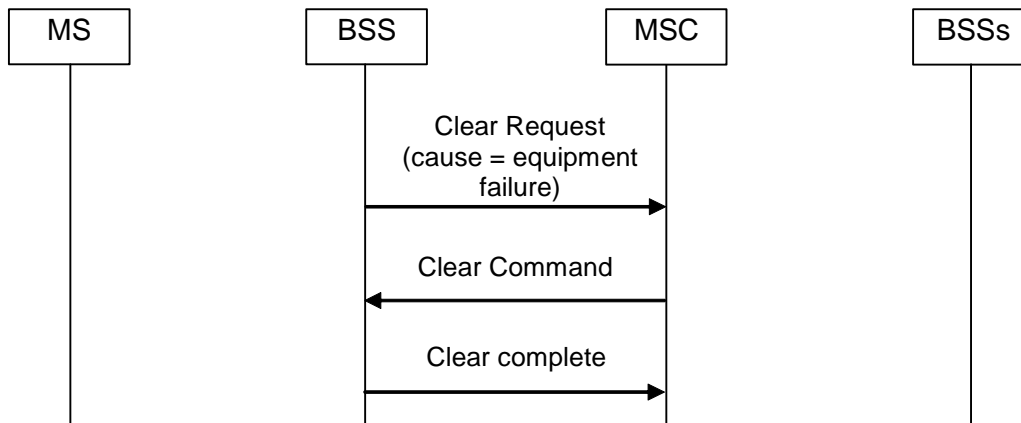 MS
BSS
MSC
BSSs
Clear Request
(cause = equipment
failure)
Clear Command
Clear complete